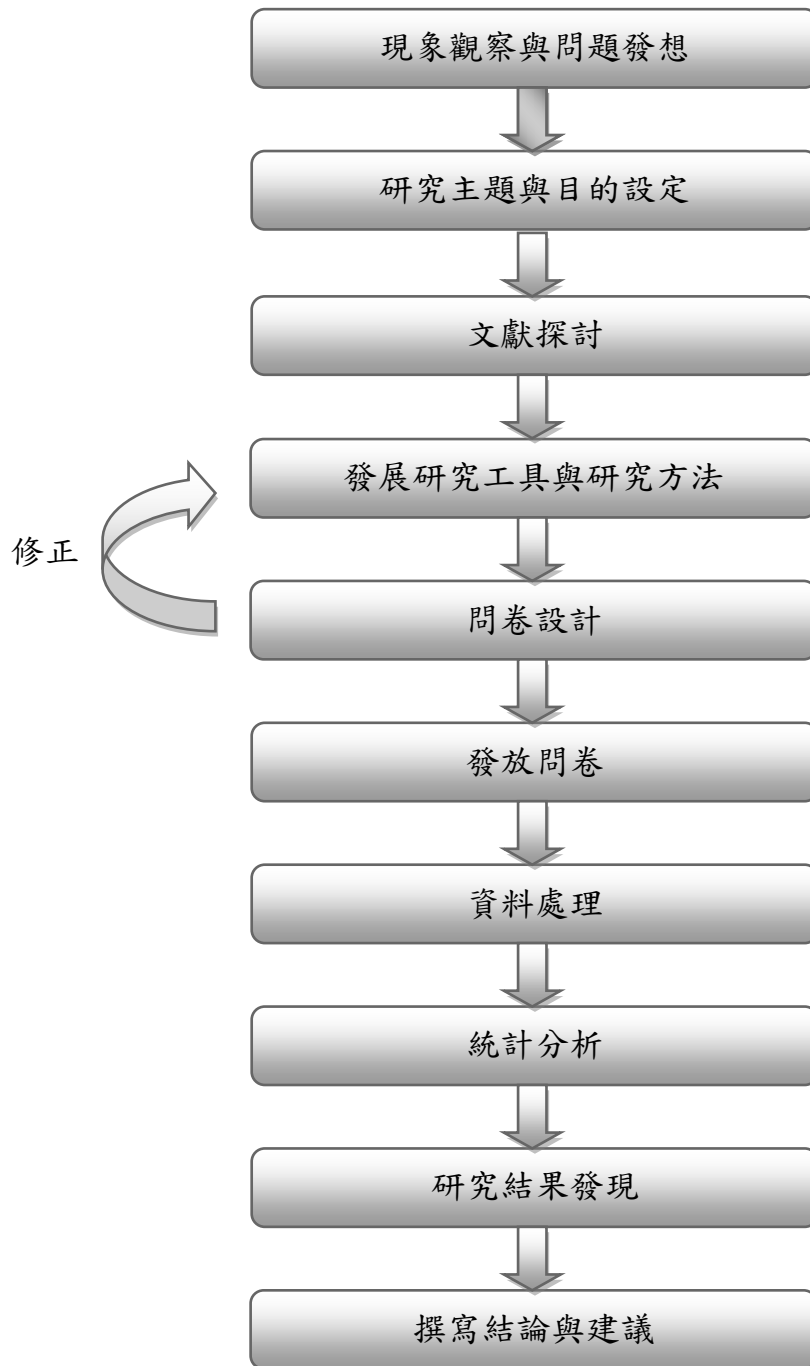 現象觀察與問題發想
研究主題與目的設定
文獻探討
發展研究工具與研究方法
修正
問卷設計
發放問卷
資料處理
統計分析
研究結果發現
撰寫結論與建議